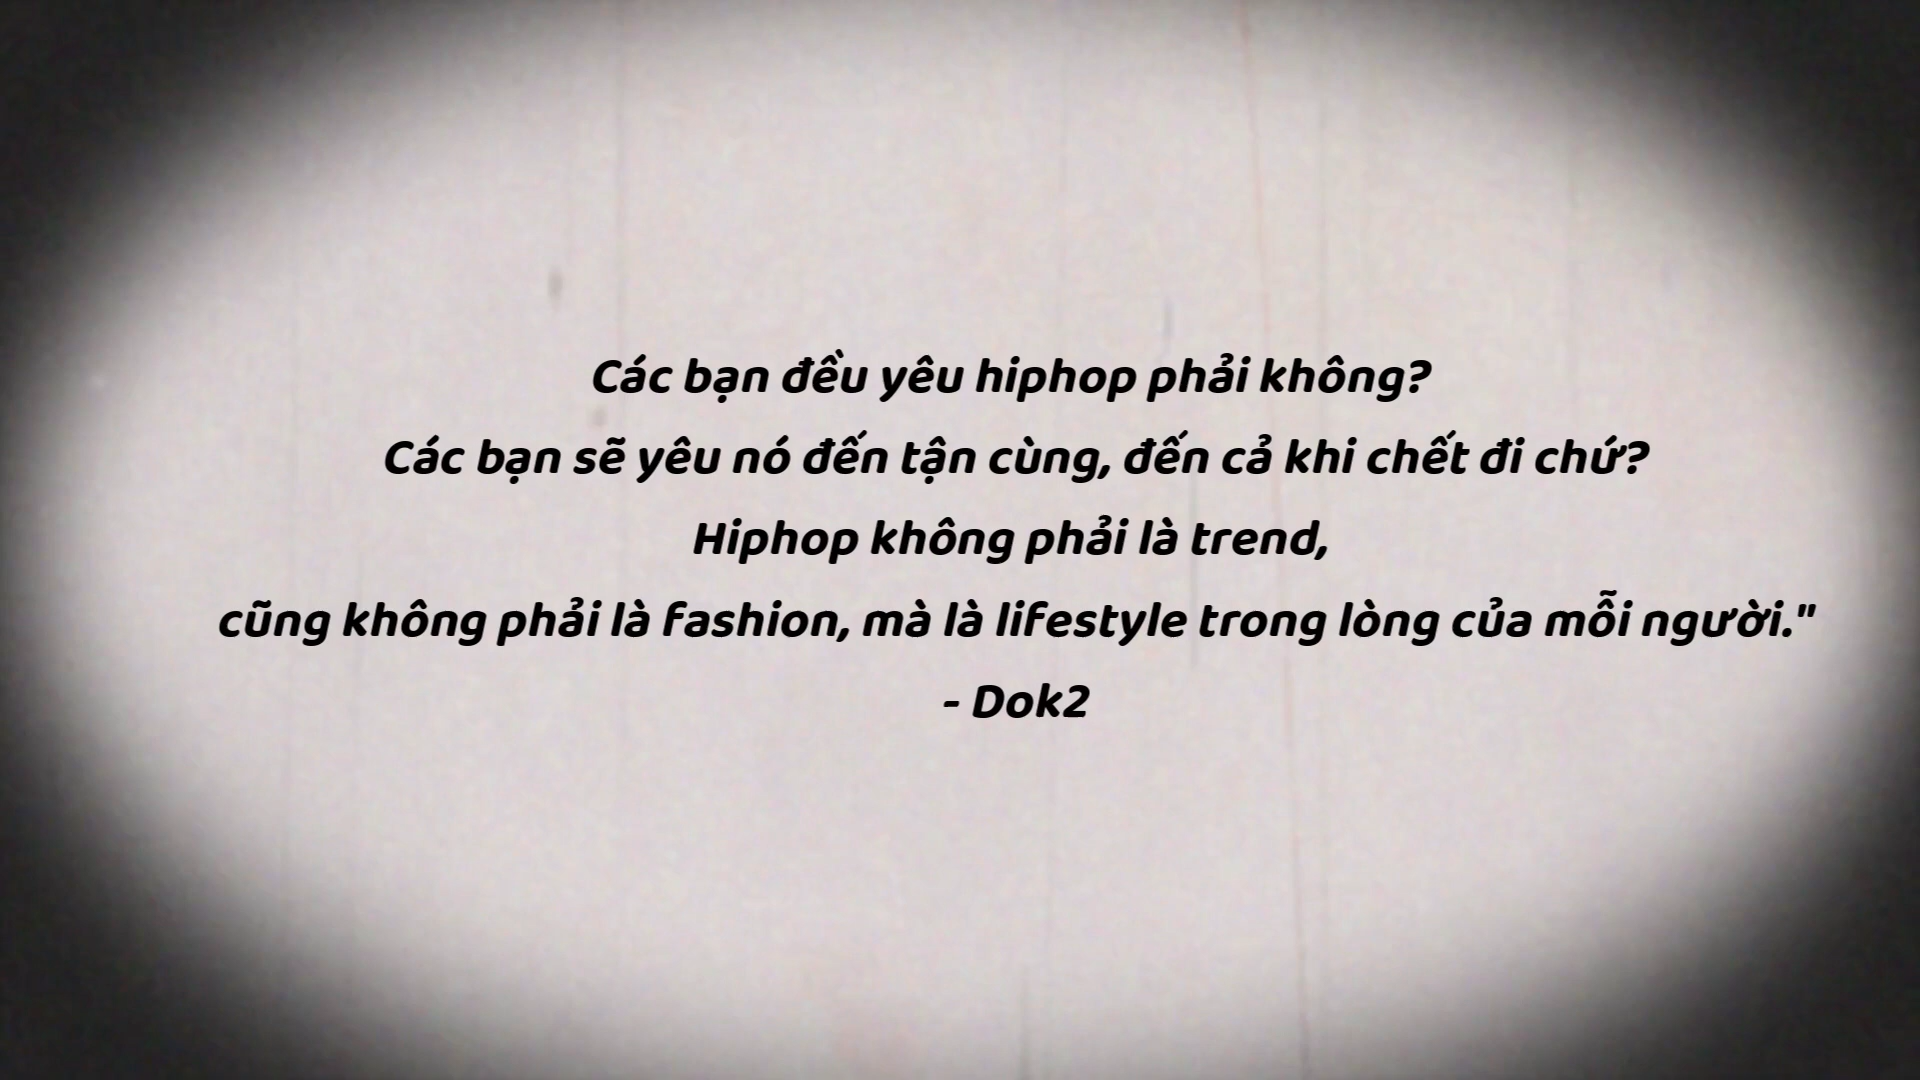 Các bạn đều yêu hiphop phải không?
Các bạn sẽ yêu nó đến tận cùng, đến cả khi chết đi chứ?
Hiphop không phải là trend,
cũng không phải là fashion, mà là lifestyle trong lòng của mỗi người."
- Dok2